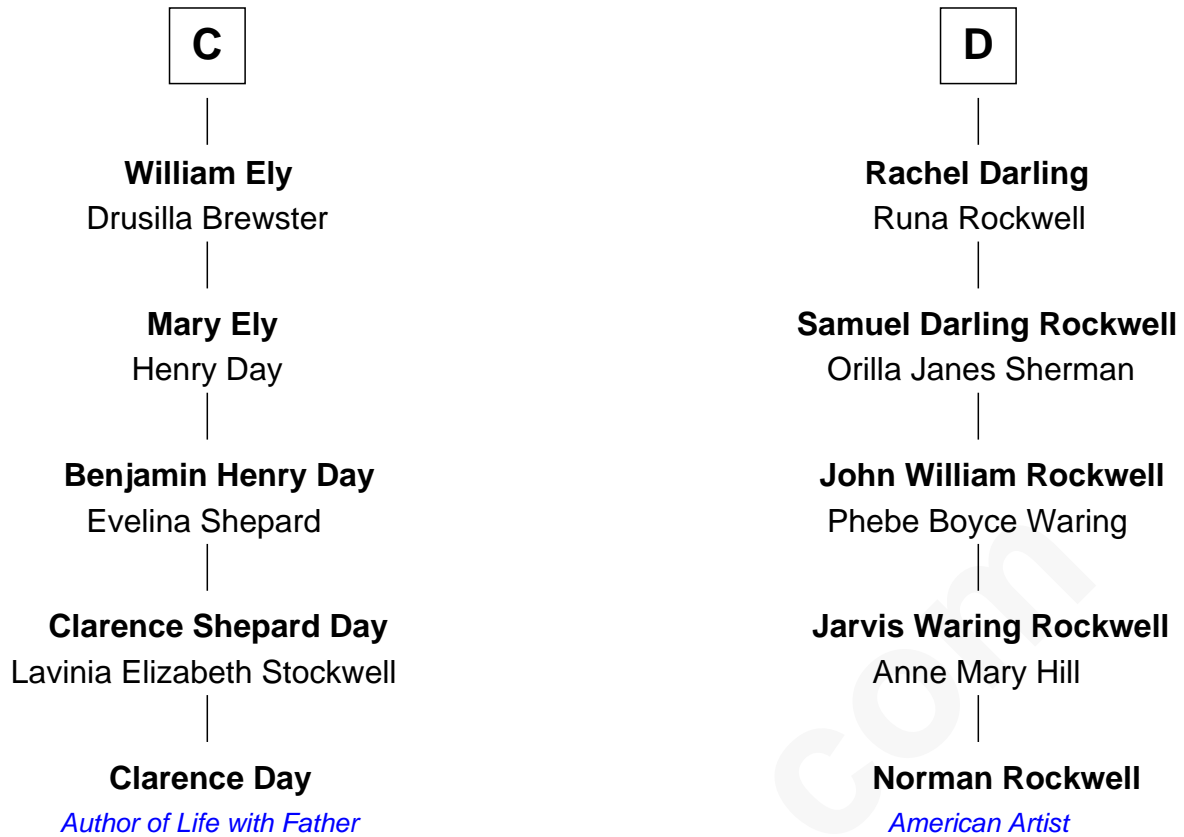 C
William Ely
Drusilla Brewster
Mary Ely
Henry Day
Benjamin Henry Day
Evelina Shepard
Clarence Shepard Day
Lavinia Elizabeth Stockwell
Clarence Day
Author of Life with Father
D
Rachel Darling
Runa Rockwell
Samuel Darling Rockwell
Orilla Janes Sherman
John William Rockwell
Phebe Boyce Waring
Jarvis Waring Rockwell
Anne Mary Hill
Norman Rockwell
American Artist
com